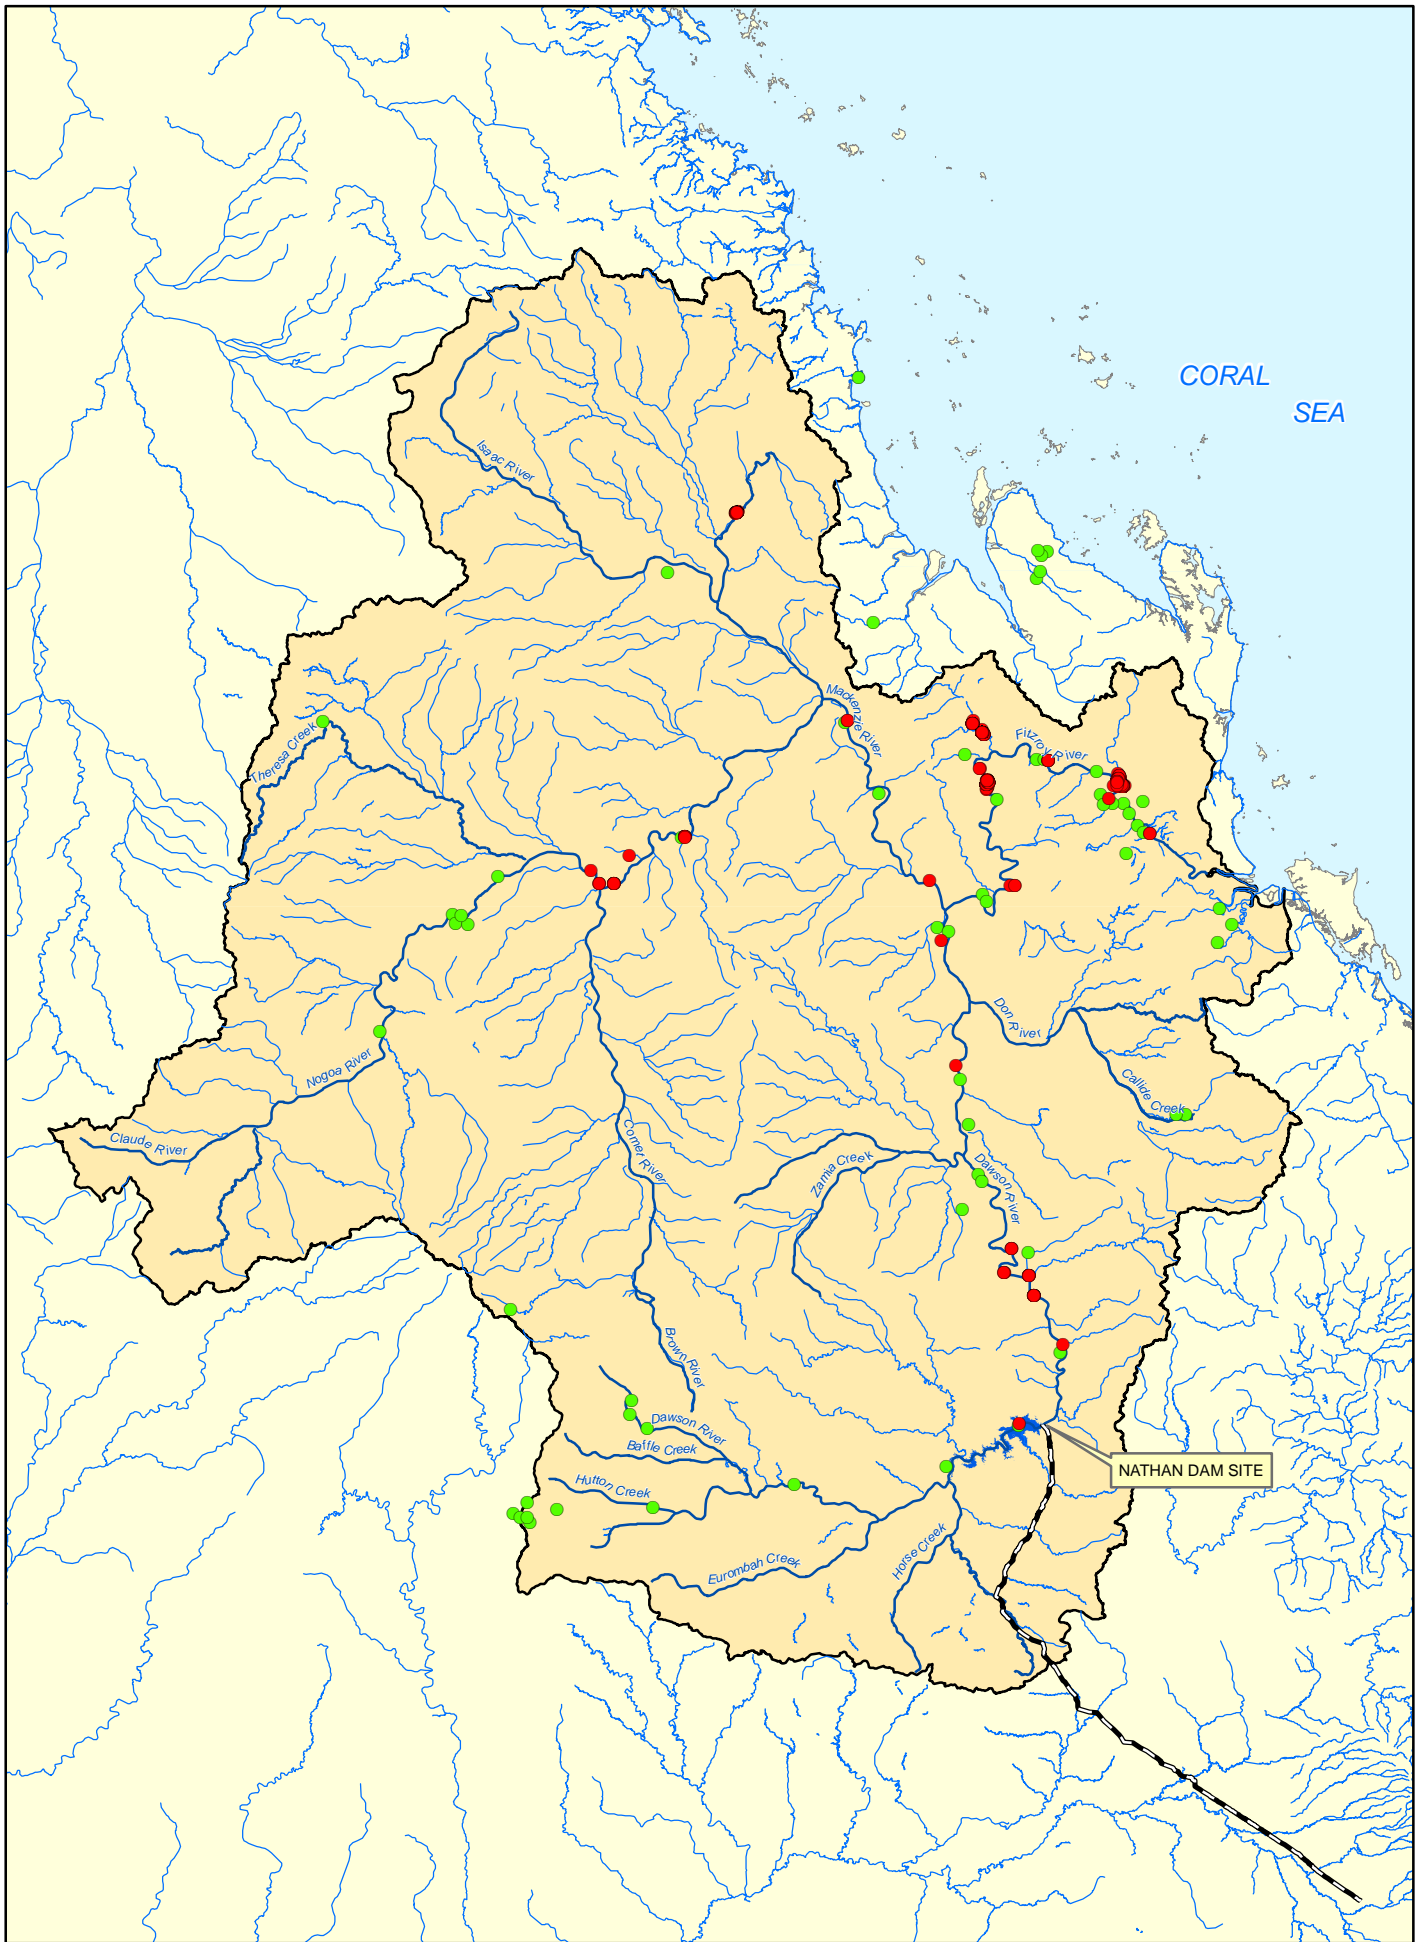 CORAL
SEA
Isaac River
Mackenzie River
Fitzroy River
Theresa Creek
Don River
Nogoa River
Callide Creek
Claude River
Comer River
Zamia Creek
Dawson River
Brown River
Dawson River
Baffle Creek
NATHAN DAM SITE
Hutton Creek
Horse Creek
Eurombah Creek